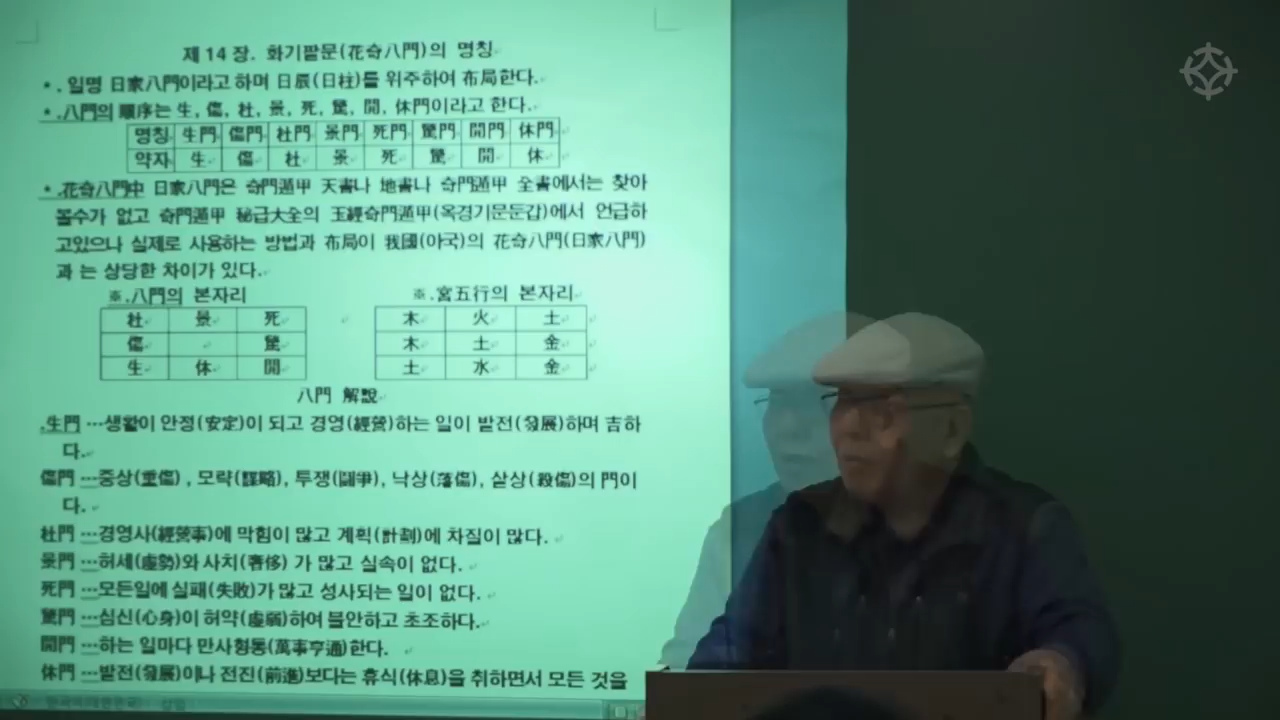 제 14 장. 화기팔문(花奇八門)의 명칭
*. 일명 日家八門이라고 하며 日辰(日柱)를 위주하여 布局한다.
*.八門의 順序는 生, 傷, 杜, 景, 死, 驚, 開, 休門이라고 한다.
명칭 生門 傷門 杜門 景門 死門 驚門 開門 休門
약자 生 傷 杜 景 死 驚 開 休
*.花奇八門中 日家八門은 奇門遁甲 天書나 地書나 奇門遁甲 全書에서는 찾아
볼수가 없고 奇門遁甲 秘急大全의 玉經奇門遁甲(옥경기문둔갑)에서 언급하
고있으나 실제로 사용하는 방법과 布局이 我國(아국)의 花奇八門(日家八門)
과 는 상당한 차이가 있다.
※.八門의 본자리 ※.宮五行의 본자리
杜 景 死 木 火 土
傷 驚 木 土 金
生 休 開 土 水 金
八門 解說
.生門 …생활이 안정(安定)이 되고 경영(經營)하는 일이 발전(發展)하며 吉하
다.
傷門 …중상(重傷), 모략(謀略), 투쟁(鬪爭), 낙상(落傷), 살상(殺傷)의 門이
다.
杜門 …경영사(經營事)에 막힘이 많고 계획(計劃)에 차질이 많다.
景門 …허세(虛勢)와 사치(奢侈) 가 많고 실속이 없다.
死門 …모든일에 실패(失敗)가 많고 성사되는 일이 없다.
驚門 …심신(心身)이 허약(虛弱)하여 불안하고 초조하다.
開門 …하는 일마다 만사형통(萬事亨通)한다.
休門 …발전(發展)이나 전진(前進)보다는 휴식(休息)을 취하면서 모든 것을